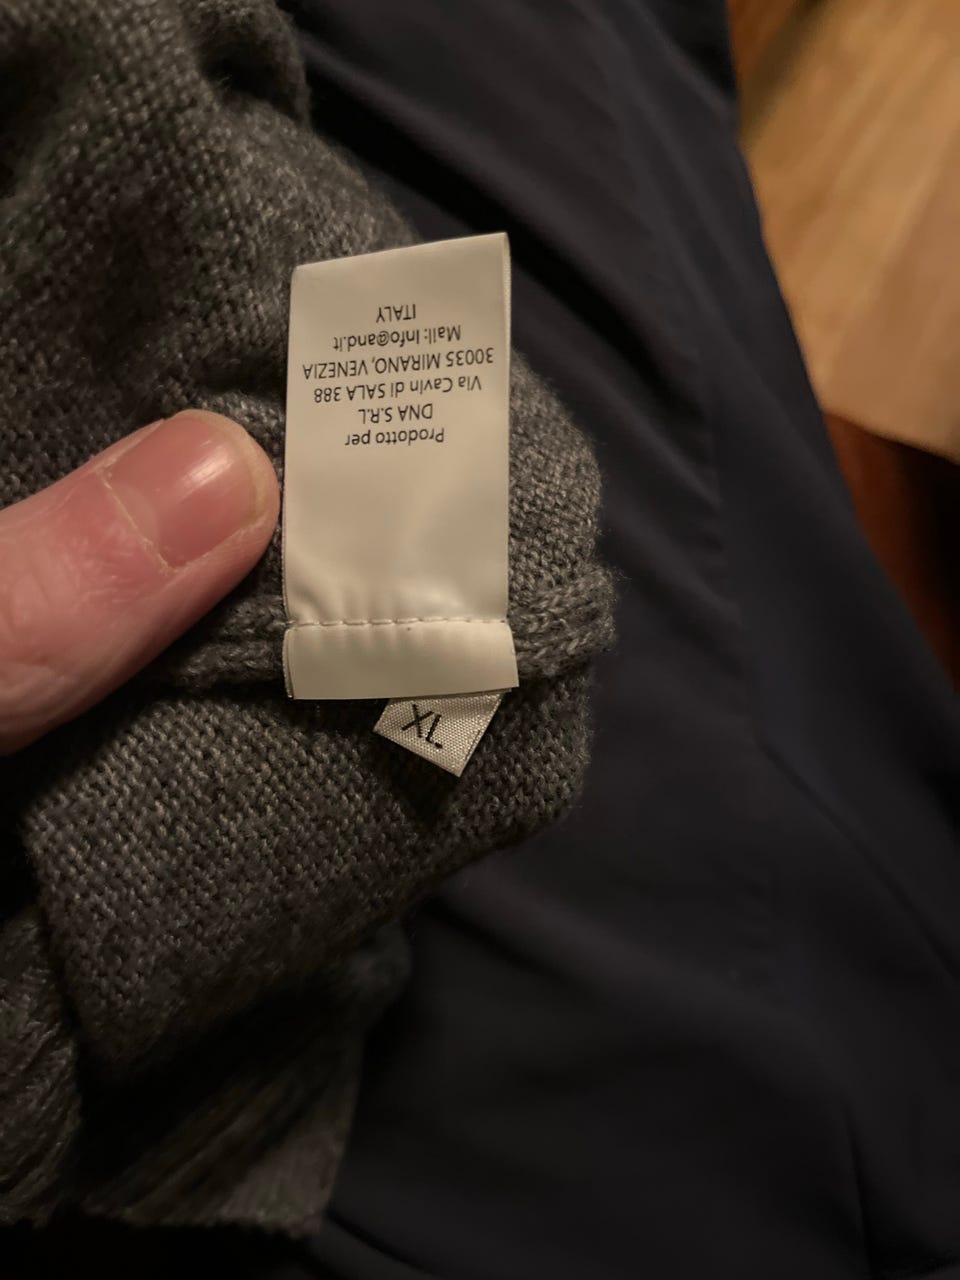 Prodotto per
DNA S.R.L
Via Cavin di SALA 388
30035 MIRANO, VENEZIA
Mail: Info@and.it
ITALY
XL